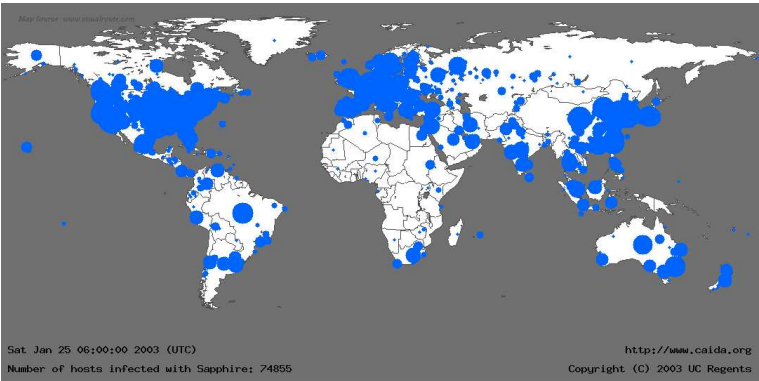 Map Source: www.visualroute.com
Sat Jan 25 06:00:00 2003 (UTC)
http://www.caida.org
Number of hosts infected with Sapphire: 74855
Copyright (C) 2003 UC Regents